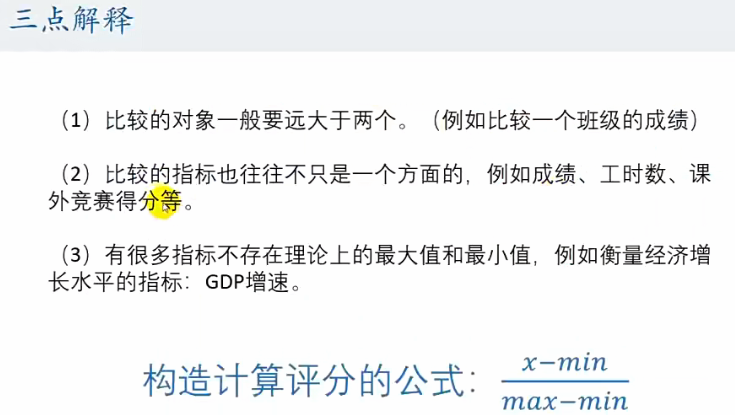 三点解释
（1）比较的对象一般要远大于两个。（例如比较一个班级的成绩）
（2）比较的指标也往往不只是一个方面的，例如成绩、工时数、课
外竞赛得分等。
（3）有很多指标不存在理论上的最大值和最小值，例如衡量经济增
长水平的指标：GDP增速。
构造计算评分的公式： x−min
max−min